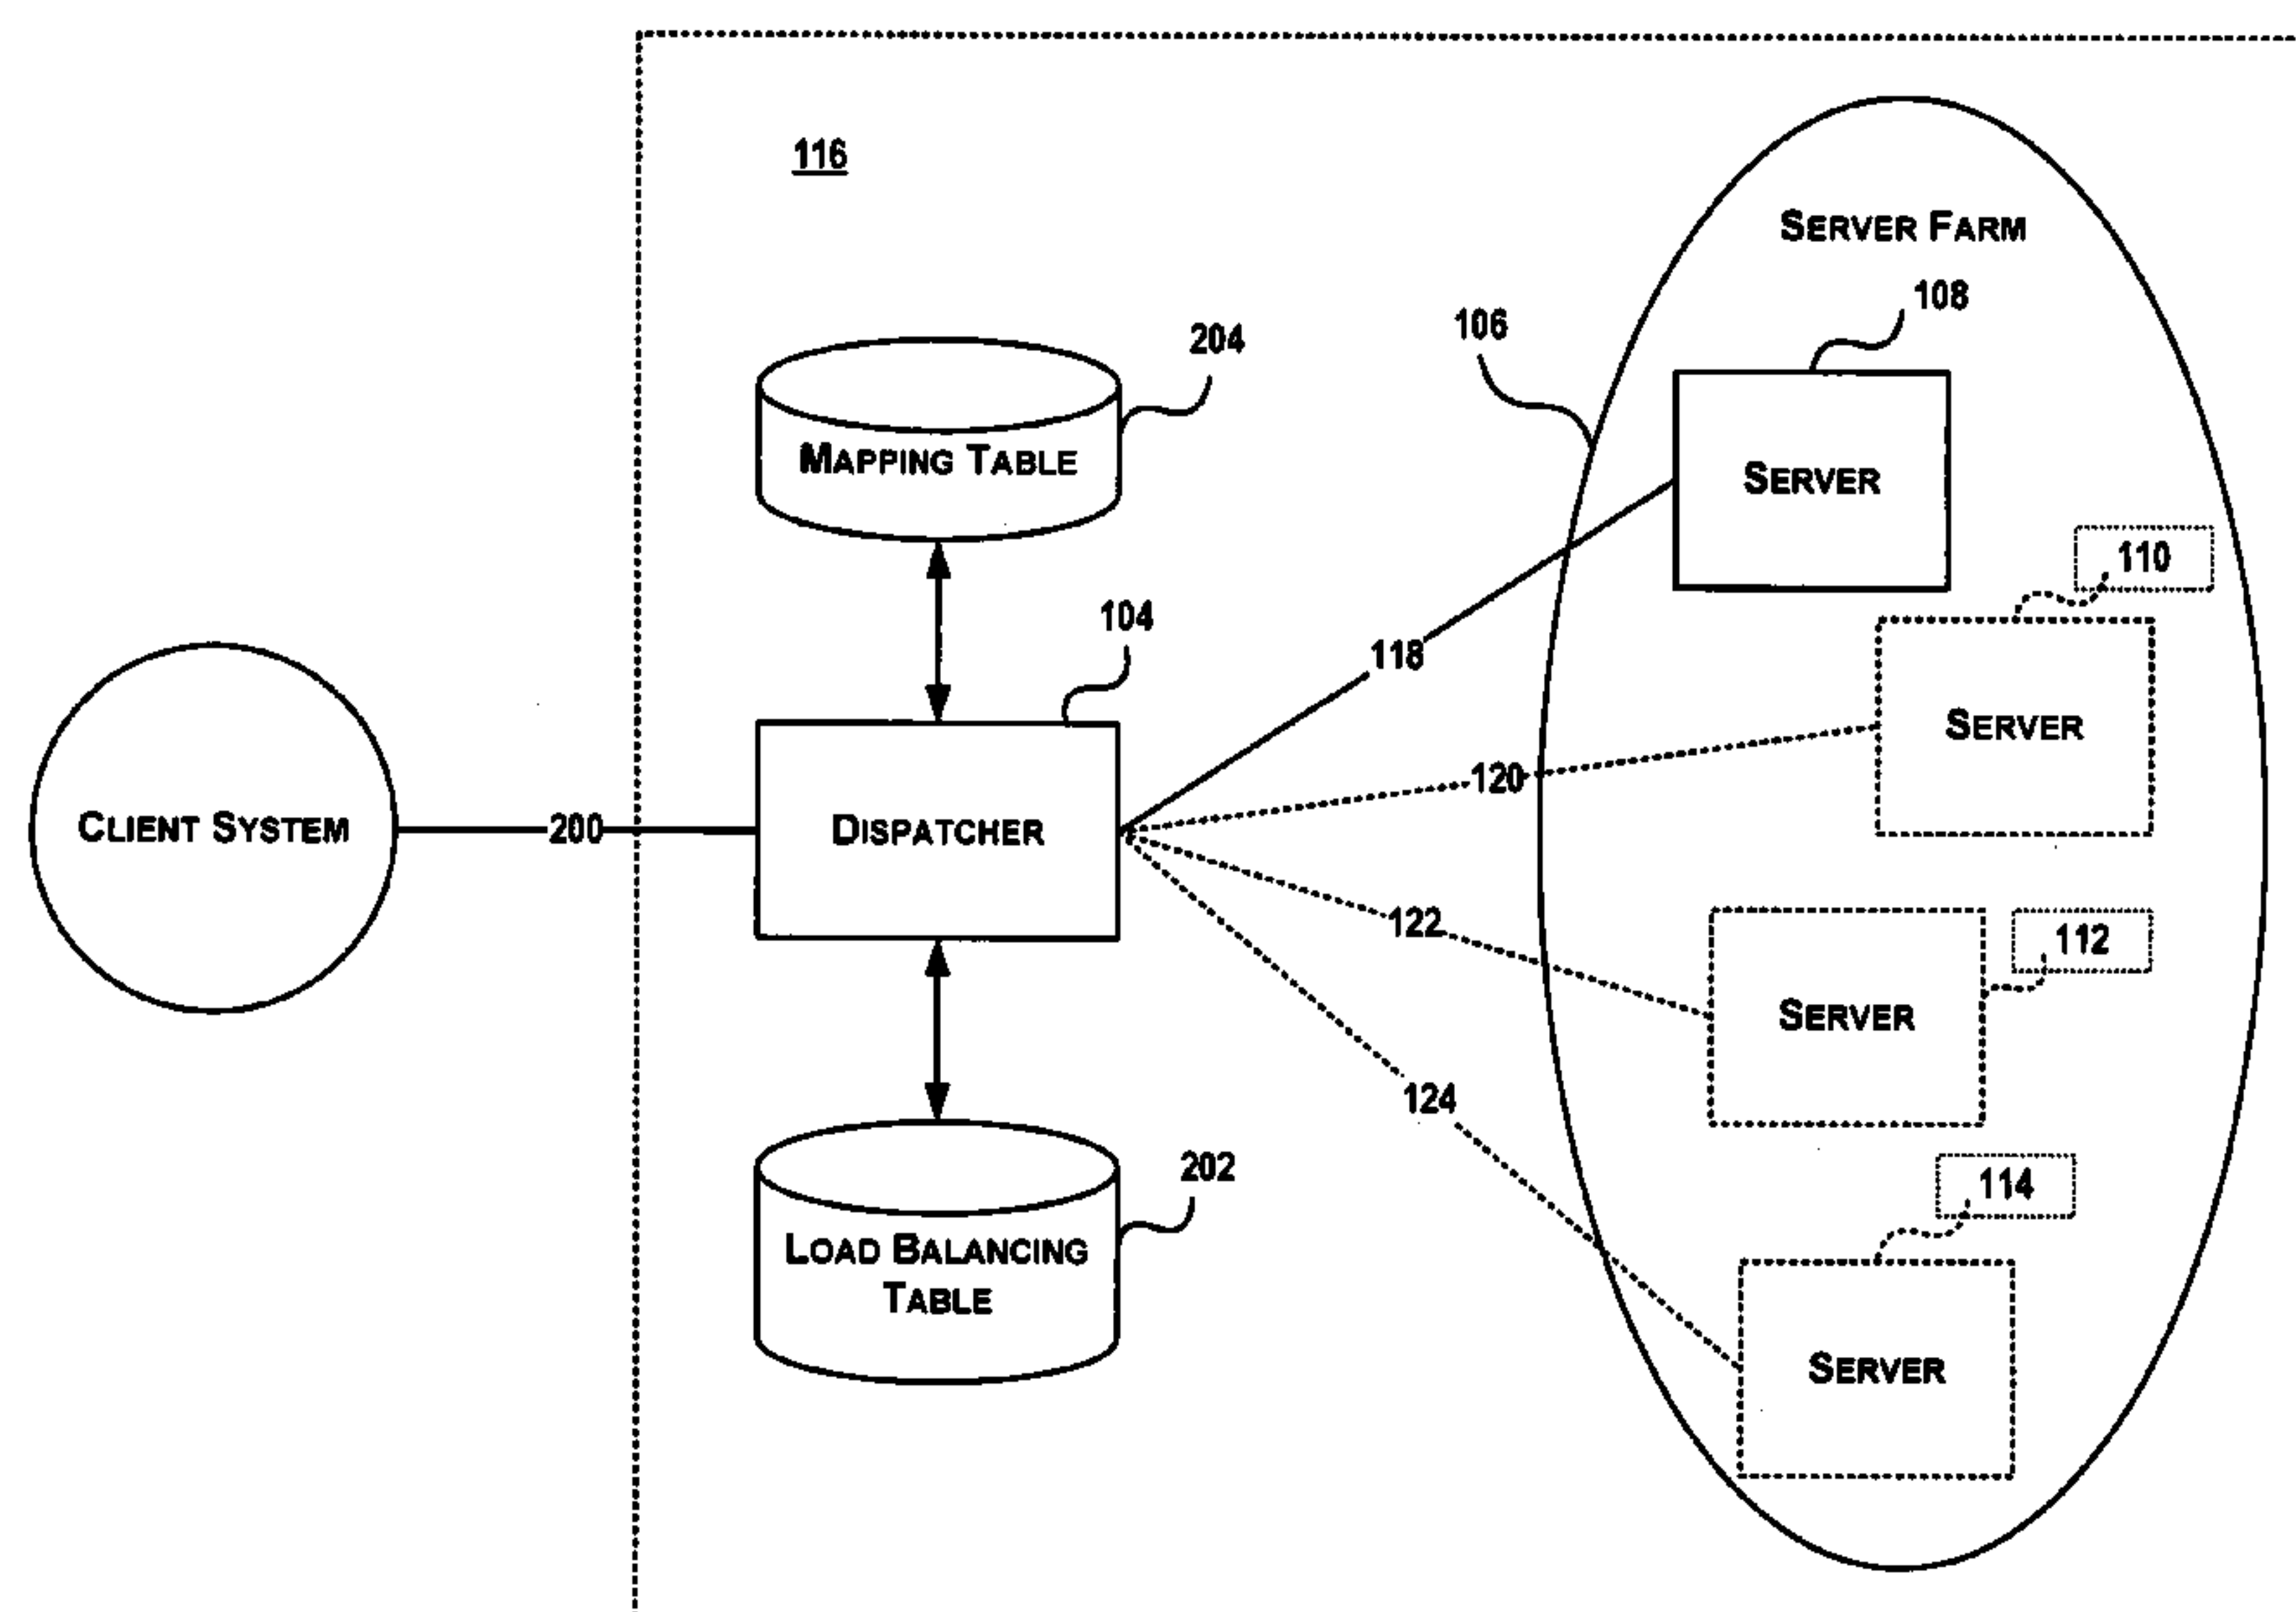 116
SERVER FARM
108
106
204
MAPPING TABLE
SERVER
110
104
118
SERVER
120
CLIENT SYSTEM
200
DISPATCHER
122
112
SERVER
124
202
114
LOAD BALANCING
TABLE
SERVER